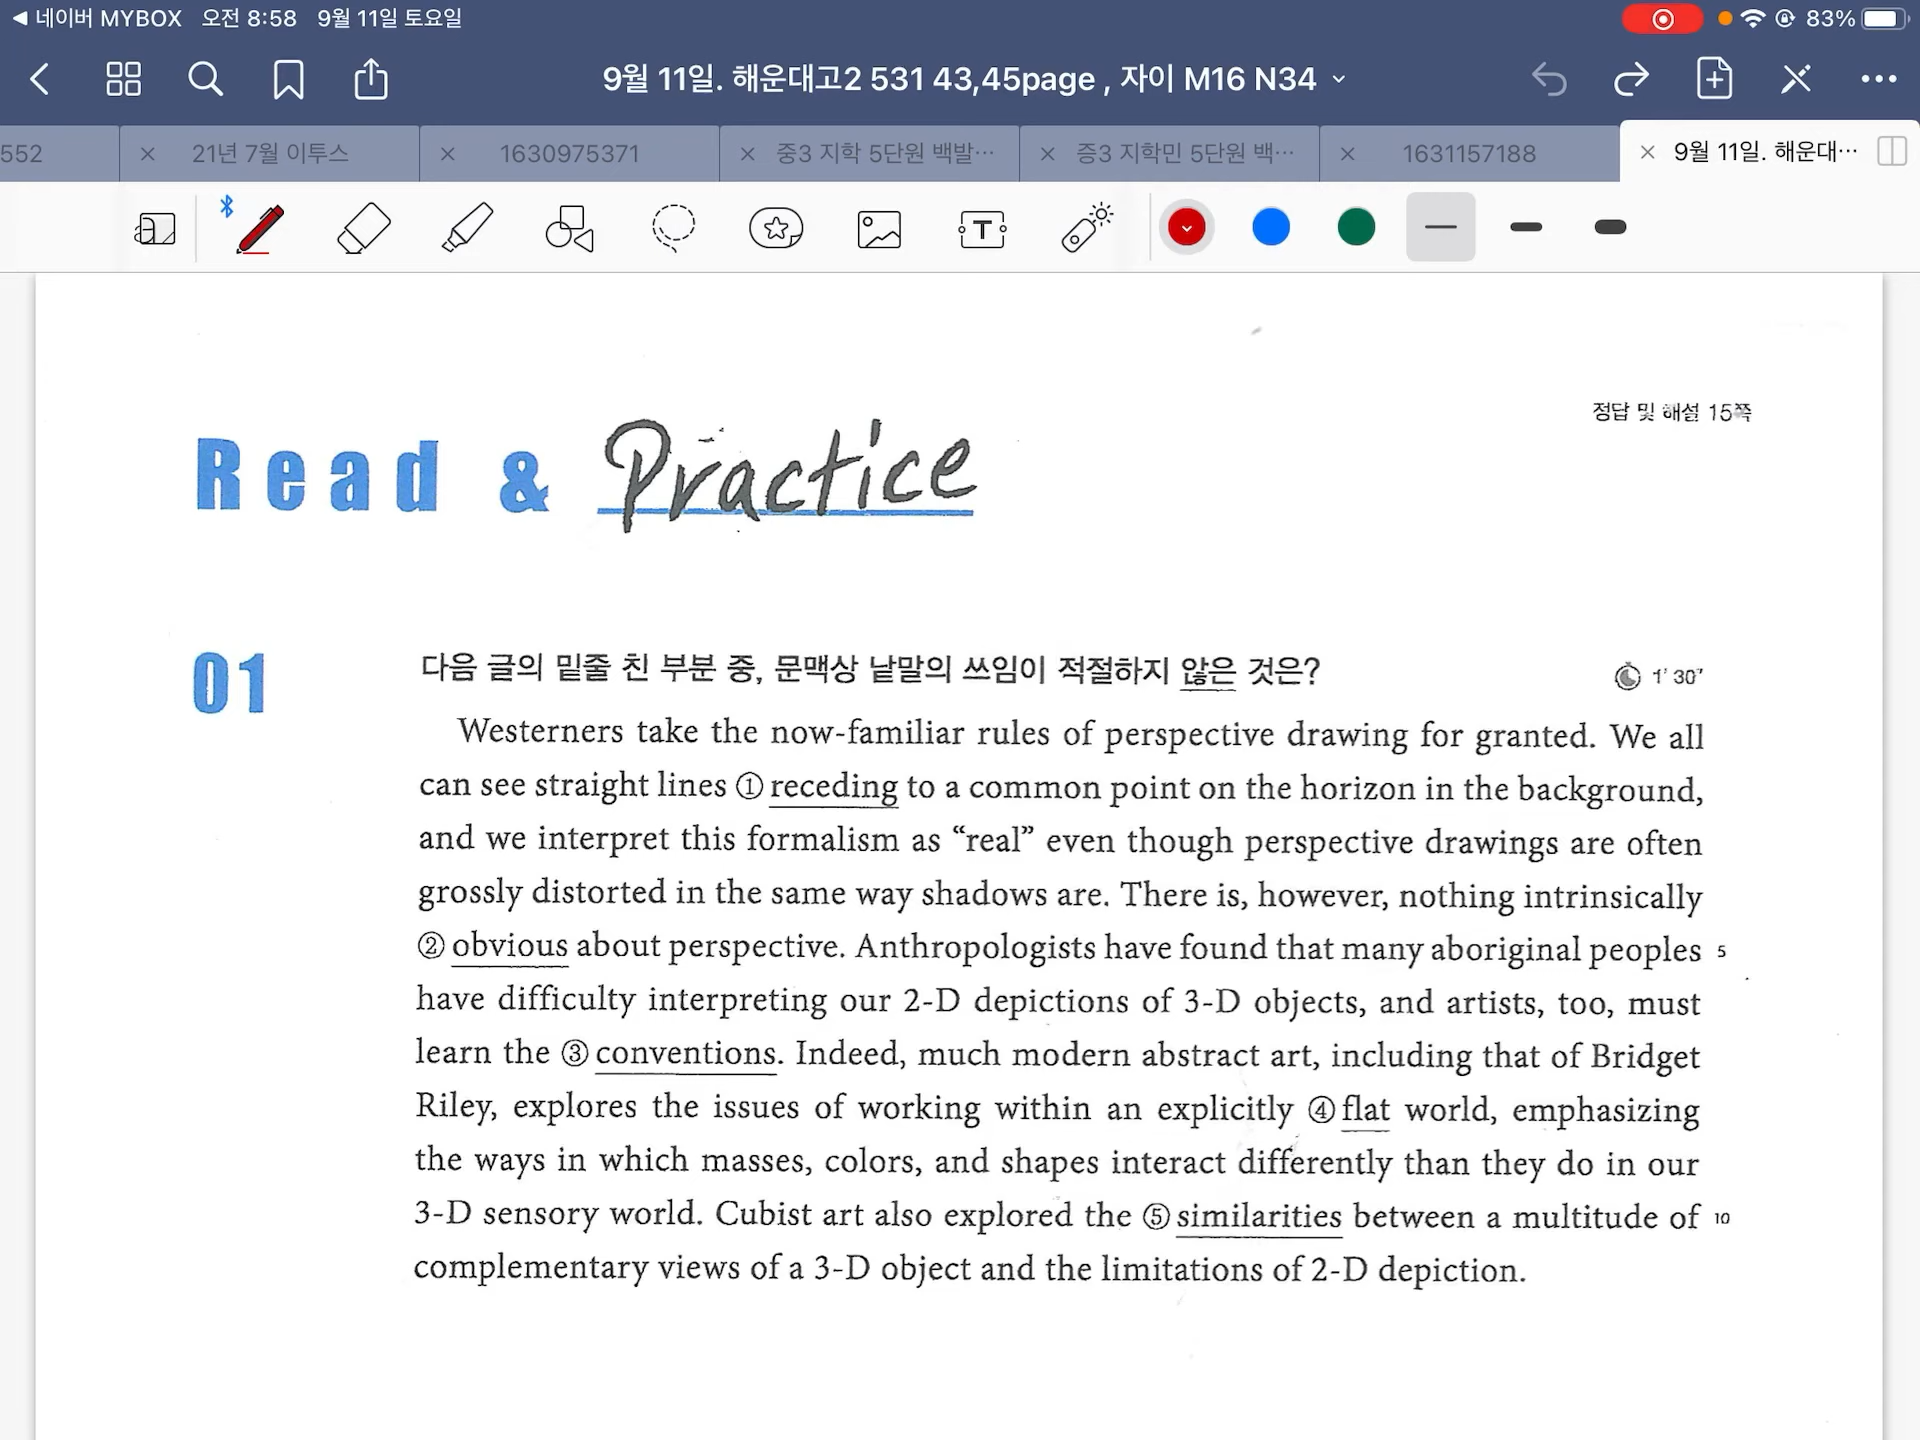 ◀ 네이버 MYBOX 오전 8:58 9월 11일 토요일
83%
9월 11일. 해운대고2 531 43,45page , 자이 M16 N34
552
21년 7월 이투스
1630975371
중3 지학 5단원 백발…
증3 지학민 5단원 백…
1631157188
9월 11일. 해운대…
정답 및 해설 15쪽
Read & Practice
01
다음 글의 밑줄 친 부분 중, 문맥상 낱말의 쓰임이 적절하지 않은 것은?
1′ 30″
Westerners take the now-familiar rules of perspective drawing for granted. We all
can see straight lines ① receding to a common point on the horizon in the background,
and we interpret this formalism as “real” even though perspective drawings are often
grossly distorted in the same way shadows are. There is, however, nothing intrinsically
② obvious about perspective. Anthropologists have found that many aboriginal peoples 5
have difficulty interpreting our 2-D depictions of 3-D objects, and artists, too, must
learn the ③ conventions. Indeed, much modern abstract art, including that of Bridget
Riley, explores the issues of working within an explicitly ④ flat world, emphasizing
the ways in which masses, colors, and shapes interact differently than they do in our
3-D sensory world. Cubist art also explored the ⑤ similarities between a multitude of 10
complementary views of a 3-D object and the limitations of 2-D depiction.